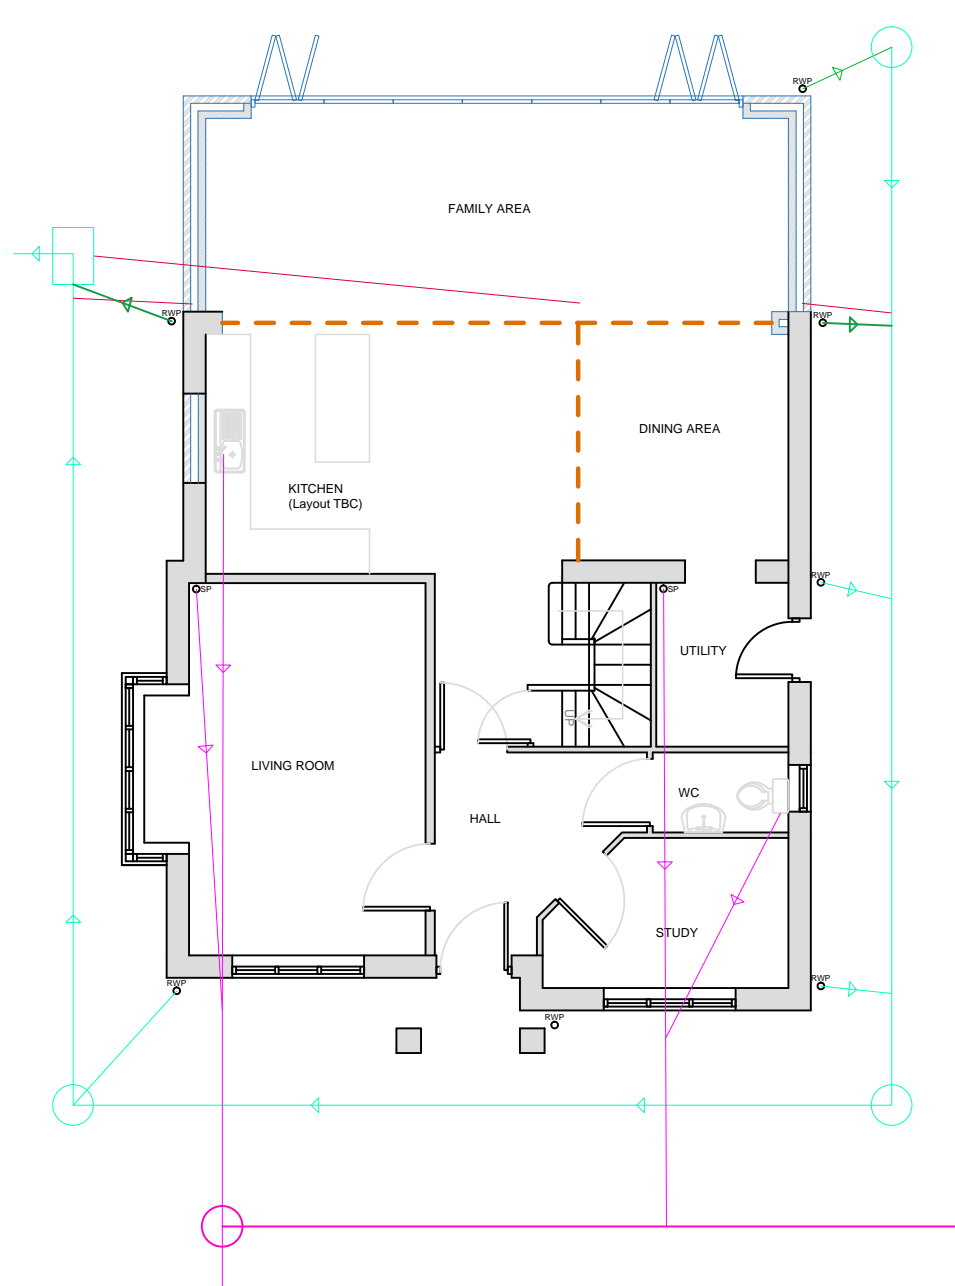 RWP
FAMILY AREA
RWP
RWP
DINING AREA
KITCHEN
(Layout TBC)
RWP
SP
SP
UTILITY
UP
LIVING ROOM
WC
HALL
STUDY
RWP
RWP
RWP